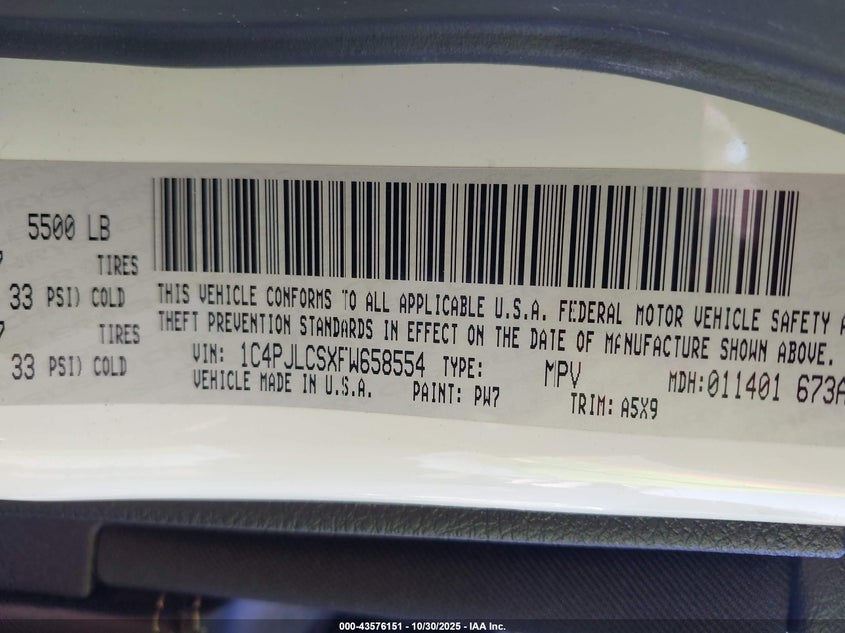 5500 LB
7 TIRES
33 PSI) COLD
7 TIRES
33 PSI) COLD
THIS VEHICLE CONFORMS TO ALL APPLICABLE U.S.A. FEDERAL MOTOR VEHICLE SAFETY
THEFT PREVENTION STANDARDS IN EFFECT ON THE DATE OF MANUFACTURE SHOWN ABOVE.
VIN: 1C4PJLCSXFW658554 TYPE: MPV MDH:011401 673A
VEHICLE MADE IN U.S.A. PAINT: PW7 TRIM: A5X9
000-43576151 - 10/30/2025 - IAA Inc.